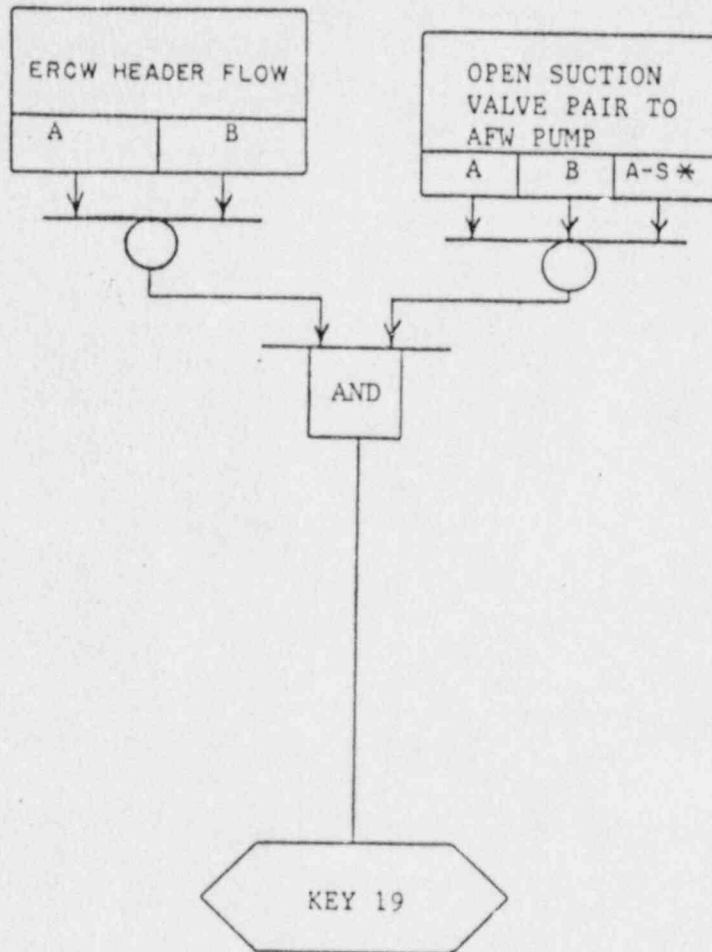 ERCW HEADER FLOW
A B
OPEN SUCTION
VALVE PAIR TO
AFW PUMP
A B A-S*
AND
KEY 19